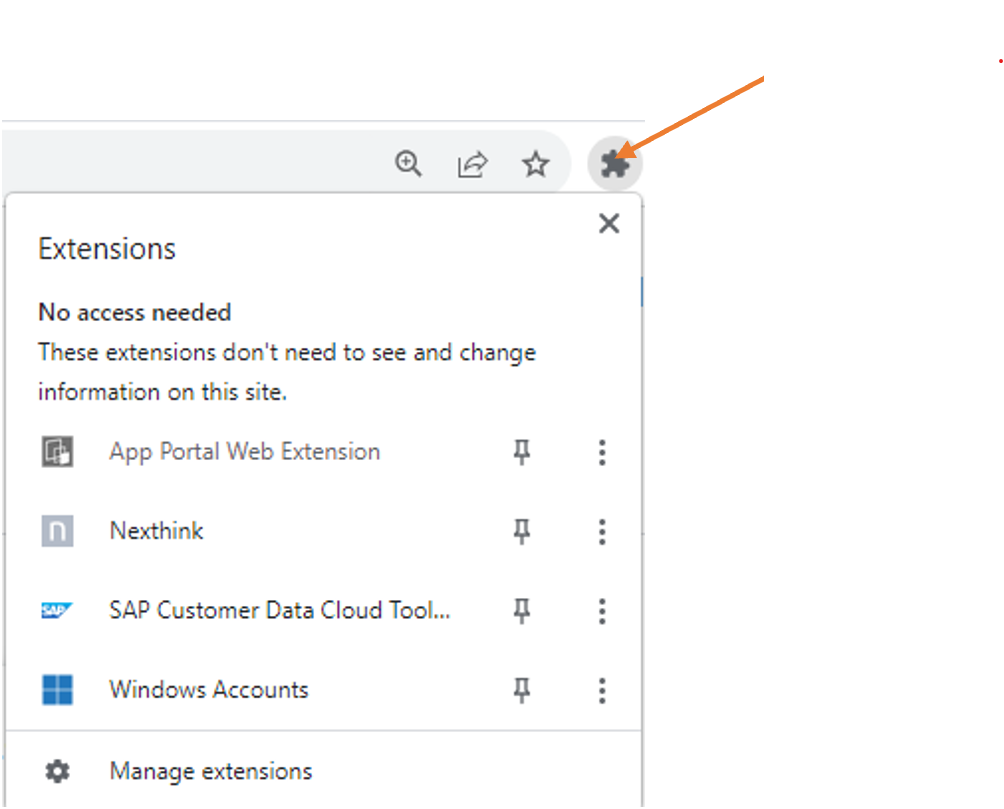 Extensions
No access needed
These extensions don't need to see and change
information on this site.
App Portal Web Extension
n Nexthink
SAP SAP Customer Data Cloud Tool...
Windows Accounts
Manage extensions